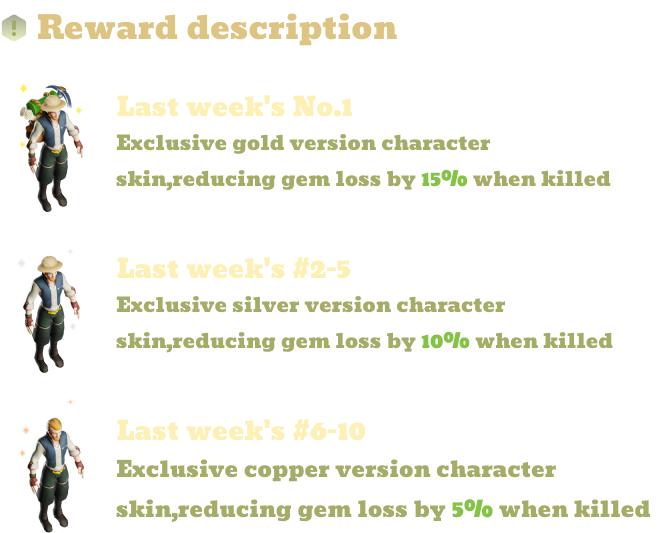 Reward description
Last week's No.1
Exclusive gold version character
skin,reducing gem loss by 15% when killed
Last week's #2-5
Exclusive silver version character
skin,reducing gem loss by 10% when killed
Last week's #6-10
Exclusive copper version character
skin,reducing gem loss by 5% when killed